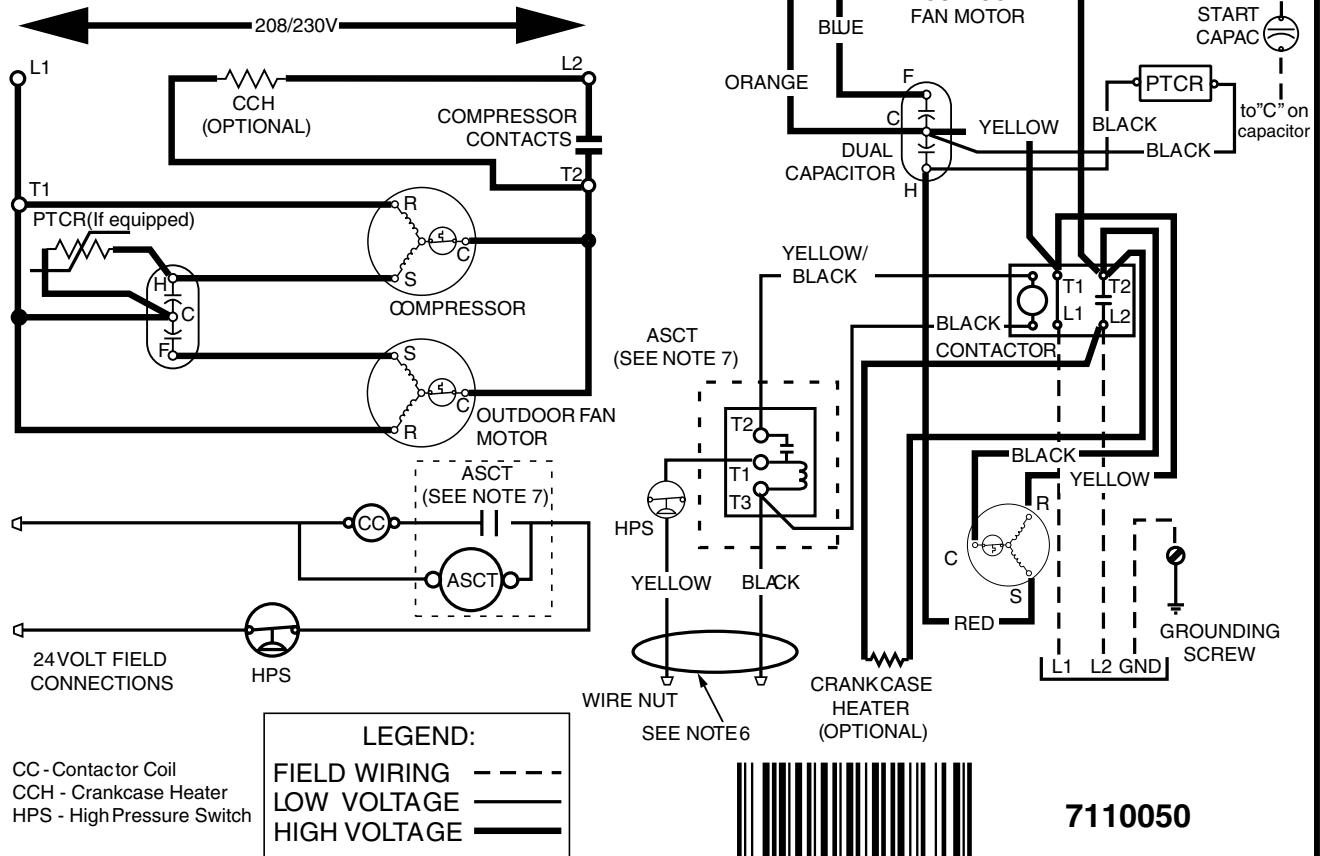 208/230V
L1
L2
CCH
(OPTIONAL)
COMPRESSOR
CONTACTS
T2
T1
PTCR(If equipped)
R
C
S
COMPRESSOR
H
C
F
S
C
R
OUTDOOR FAN
MOTOR
ASCT
(SEE NOTE 7)
CC
ASCT
HPS
24 VOLT FIELD
CONNECTIONS
CC - Contactor Coil
CCH - Crankcase Heater
HPS - High Pressure Switch
LEGEND:
FIELD WIRING
LOW VOLTAGE
HIGH VOLTAGE
FAN MOTOR
BLUE
ORANGE
START
CAPAC
PTCR
to"C" on
capacitor
F
C
H
DUAL
CAPACITOR
YELLOW
BLACK
BLACK
YELLOW/
BLACK
T1
T2
L1
L2
BLACK
CONTACTOR
ASCT
(SEE NOTE 7)
T2
T1
T3
HPS
YELLOW
BLACK
BLACK
YELLOW
R
C
S
RED
GROUNDING
SCREW
L1 L2 GND
WIRE NUT
SEE NOTE 6
CRANKCASE
HEATER
(OPTIONAL)
7110050